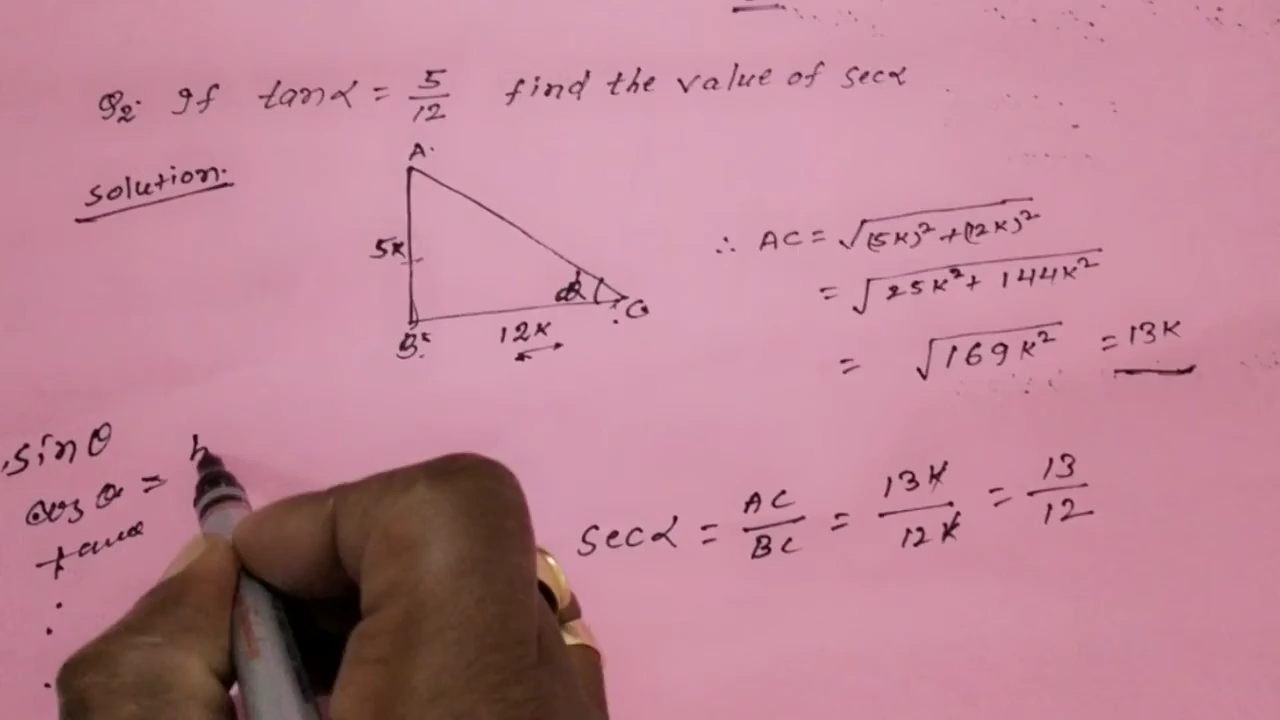 Q2. If tanα = 5/12 find the value of secα
Solution.
A.
5K
B
12K
α
C
∴ AC = √(5K)² + (12K)²
= √25K² + 144K²
= √169K² = 13K
sinθ
cosθ =
tanα
secα = AC/BC = 13K/12K = 13/12